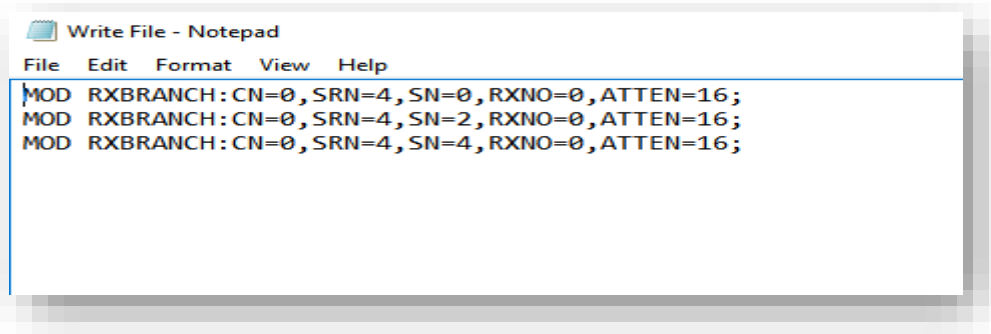 Write File - Notepad
File Edit Format View Help
MOD RXBRANCH:CN=0,SRN=4,SN=0,RXNO=0,ATTEN=16;
MOD RXBRANCH:CN=0,SRN=4,SN=2,RXNO=0,ATTEN=16;
MOD RXBRANCH:CN=0,SRN=4,SN=4,RXNO=0,ATTEN=16;